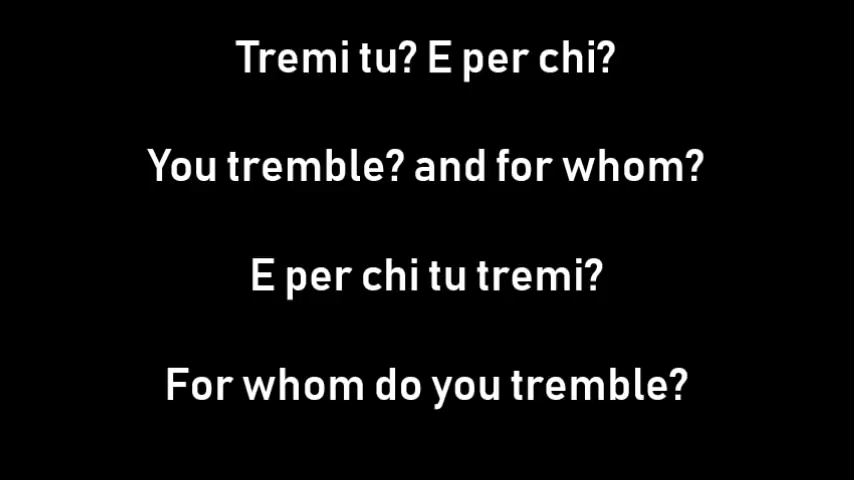 Tremi tu? E per chi?
You tremble? and for whom?
E per chi tu tremi?
For whom do you tremble?